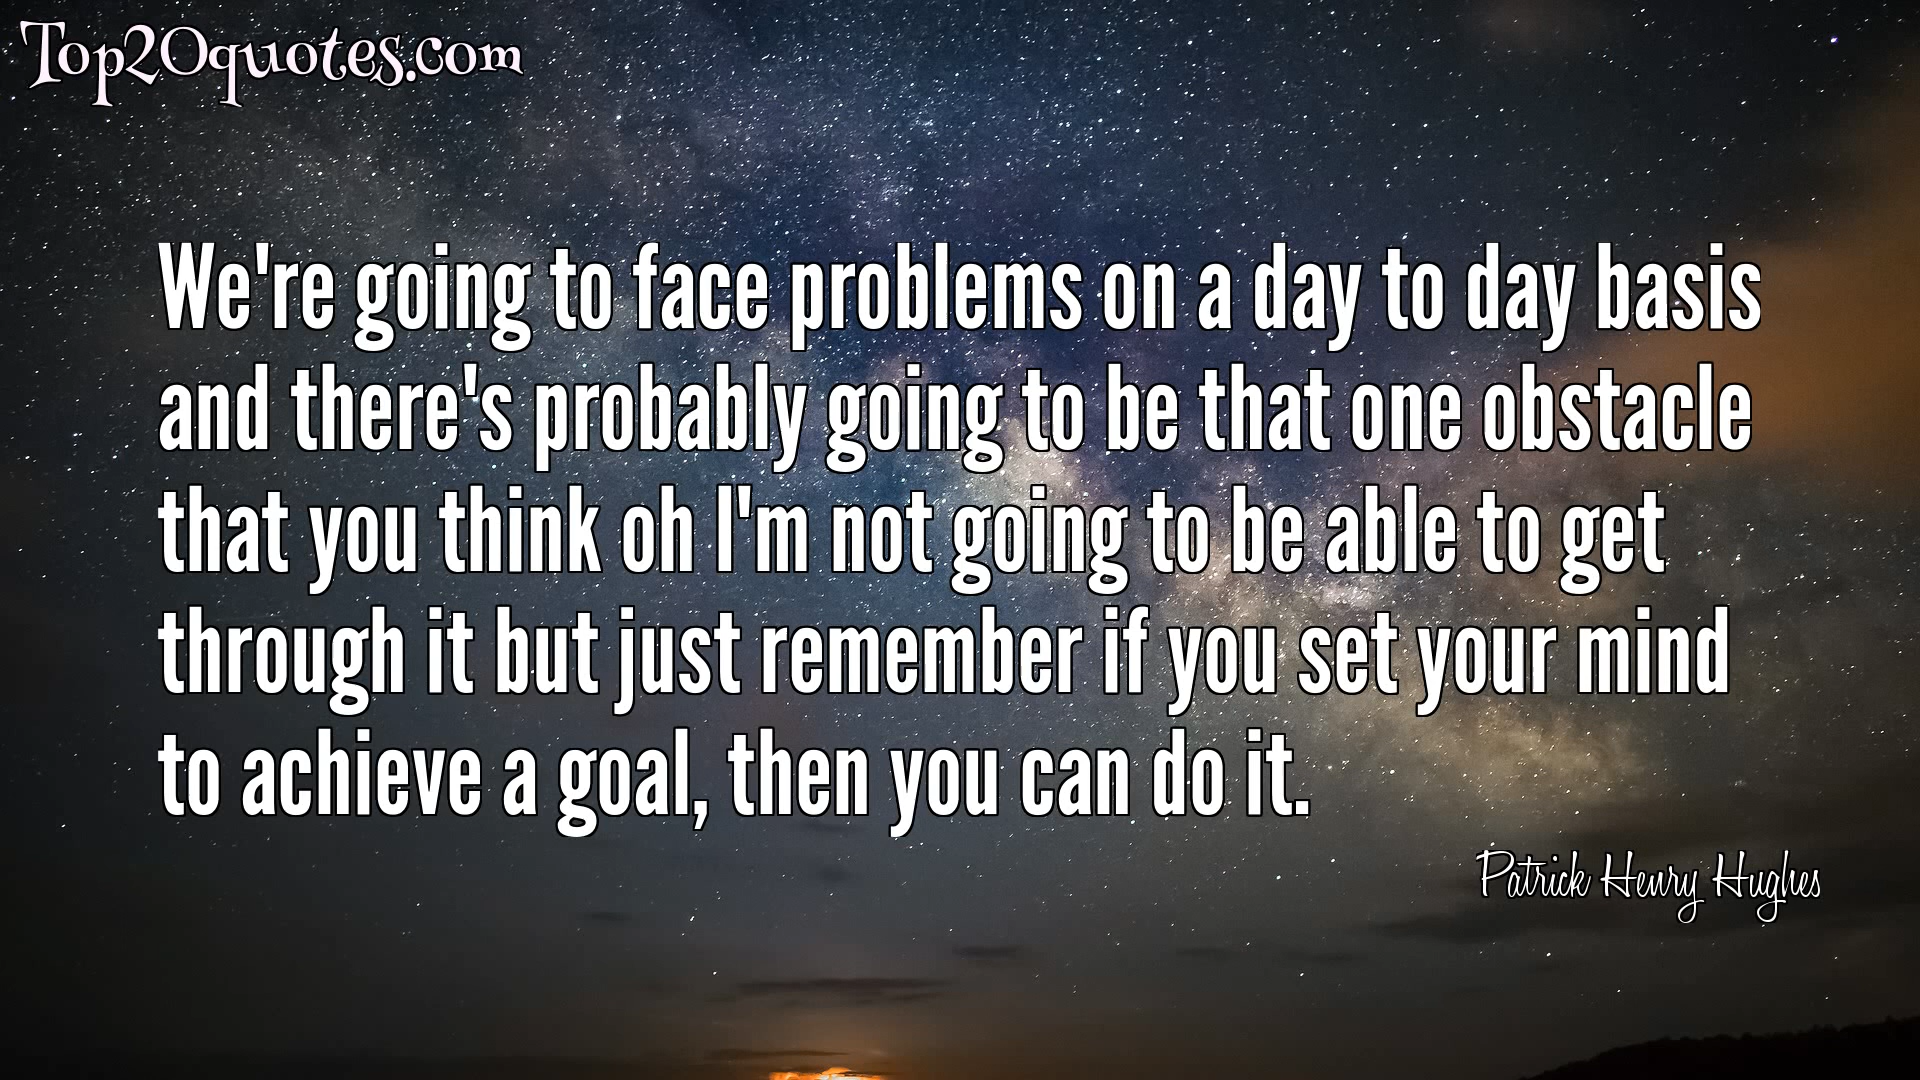 Top20quotes.com
We're going to face problems on a day to day basis
and there's probably going to be that one obstacle
that you think oh I'm not going to be able to get
through it but just remember if you set your mind
to achieve a goal, then you can do it.
Patrick Henry Hughes